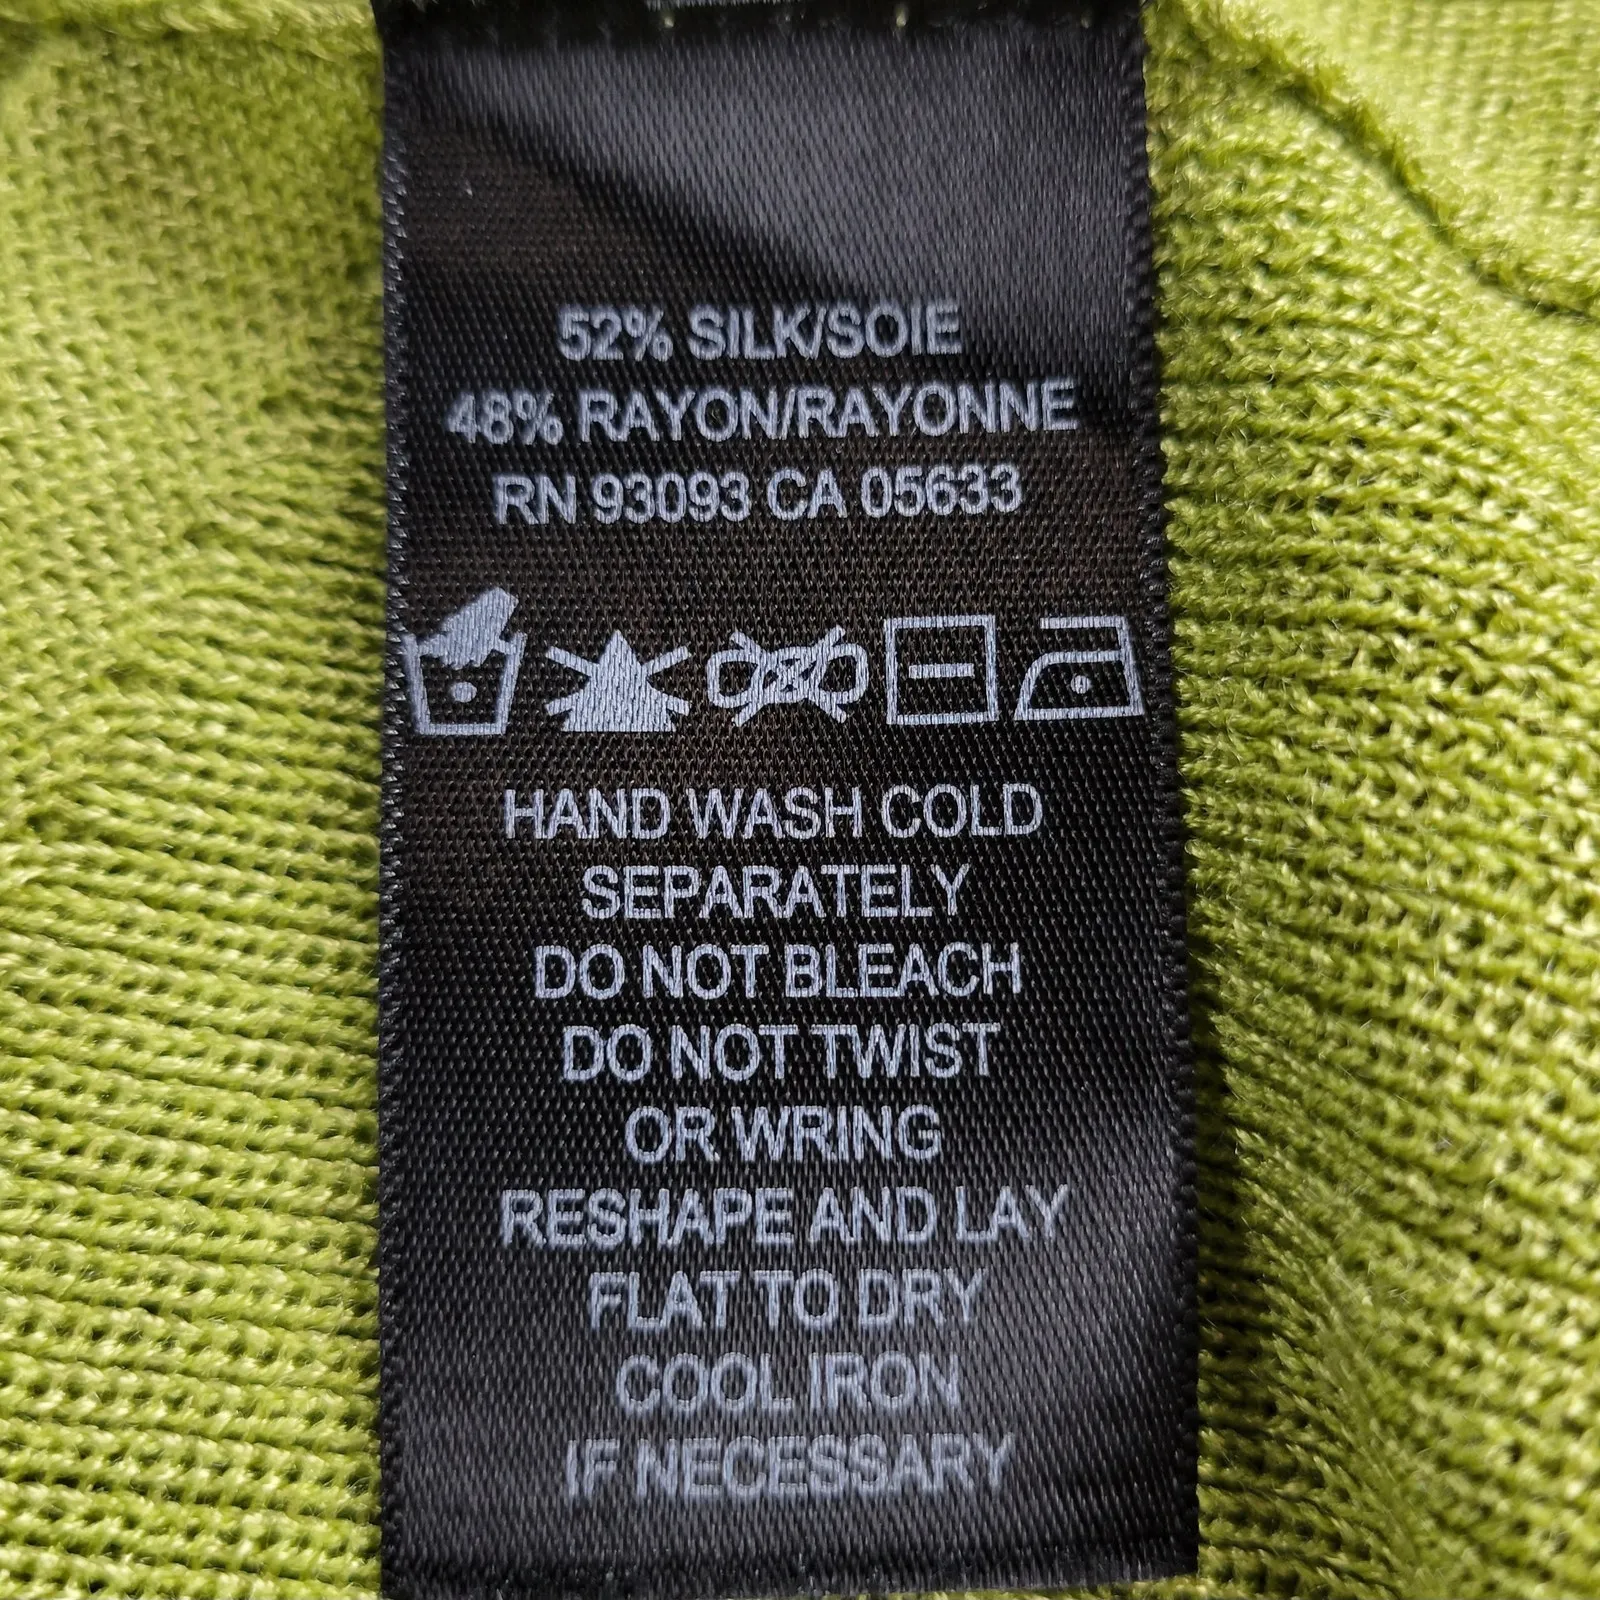 52% SILK/SOIE
48% RAYON/RAYONNE
RN 93093 CA 05633
HAND WASH COLD
SEPARATELY
DO NOT BLEACH
DO NOT TWIST
OR WRING
RESHAPE AND LAY
FLAT TO DRY
COOL IRON
IF NECESSARY